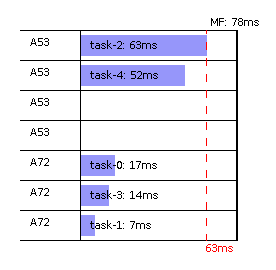 MF: 78ms
A53 task-2: 63ms
A53 task-4: 52ms
A53
A53
A72 task-0: 17ms
A72 task-3: 14ms
A72 task-1: 7ms
63ms